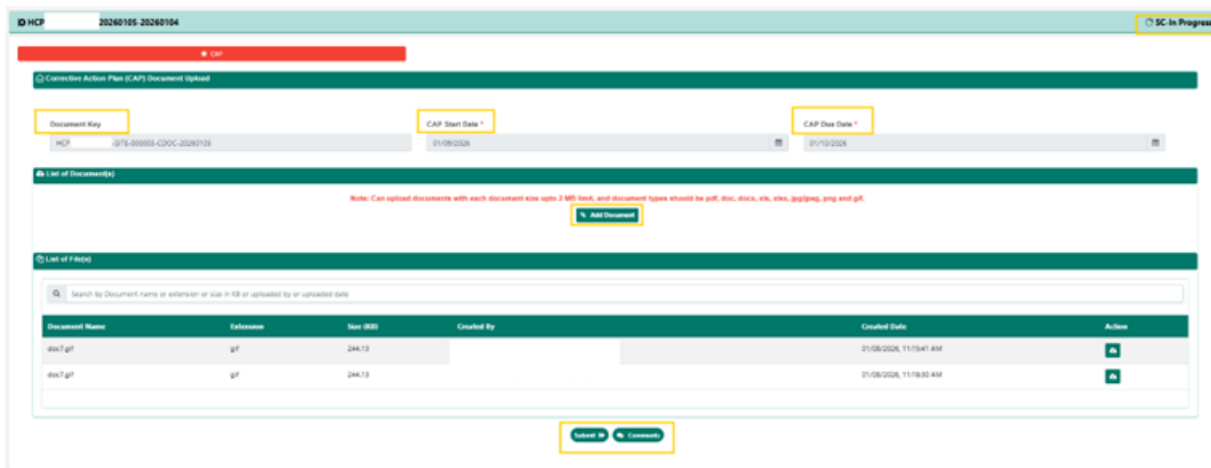 HCP 20260105-20260104
SC-In Progress
CAP
Corrective Action Plan (CAP) Document Upload
Document Key
CAP Start Date *
CAP Due Date *
HCP -SITE-000003-CDOC-20260105
01/09/2026
01/10/2026
List of Document(s)
Note: Can upload documents with each document size upto 2 MB limit, and document types should be pdf, doc, docx, xls, xlsx, jpg/jpeg, png and gif.
Add Document
List of File(s)
Search by Document name or extension or size in KB or uploaded by or uploaded date
Document Name Extension Size (KB) Created By Created Date Action
doc7.gif gif 244.13 01/08/2026, 11:15:41 AM
doc7.gif gif 244.13 01/08/2026, 11:18:30 AM
Submit Comments